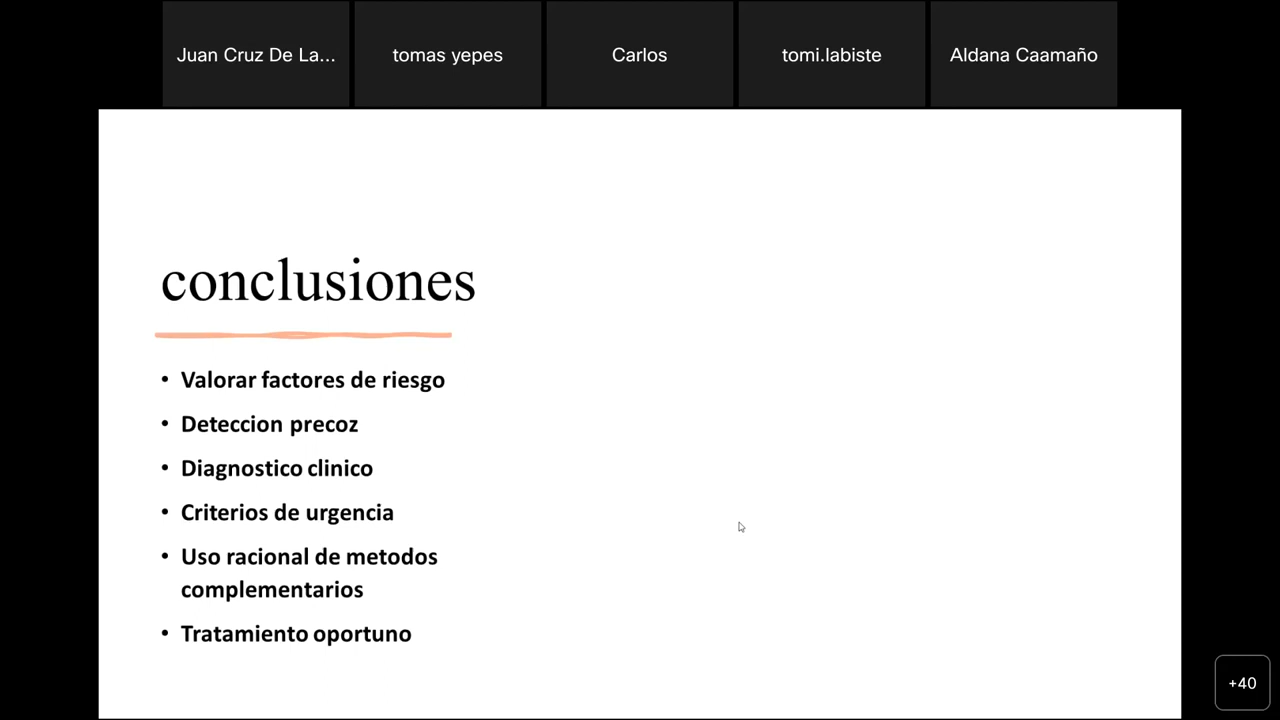 Juan Cruz De La...
tomas yepes
Carlos
tomi.labiste
Aldana Caamaño
conclusiones
• Valorar factores de riesgo
• Deteccion precoz
• Diagnostico clinico
• Criterios de urgencia
• Uso racional de metodos
complementarios
• Tratamiento oportuno
+40